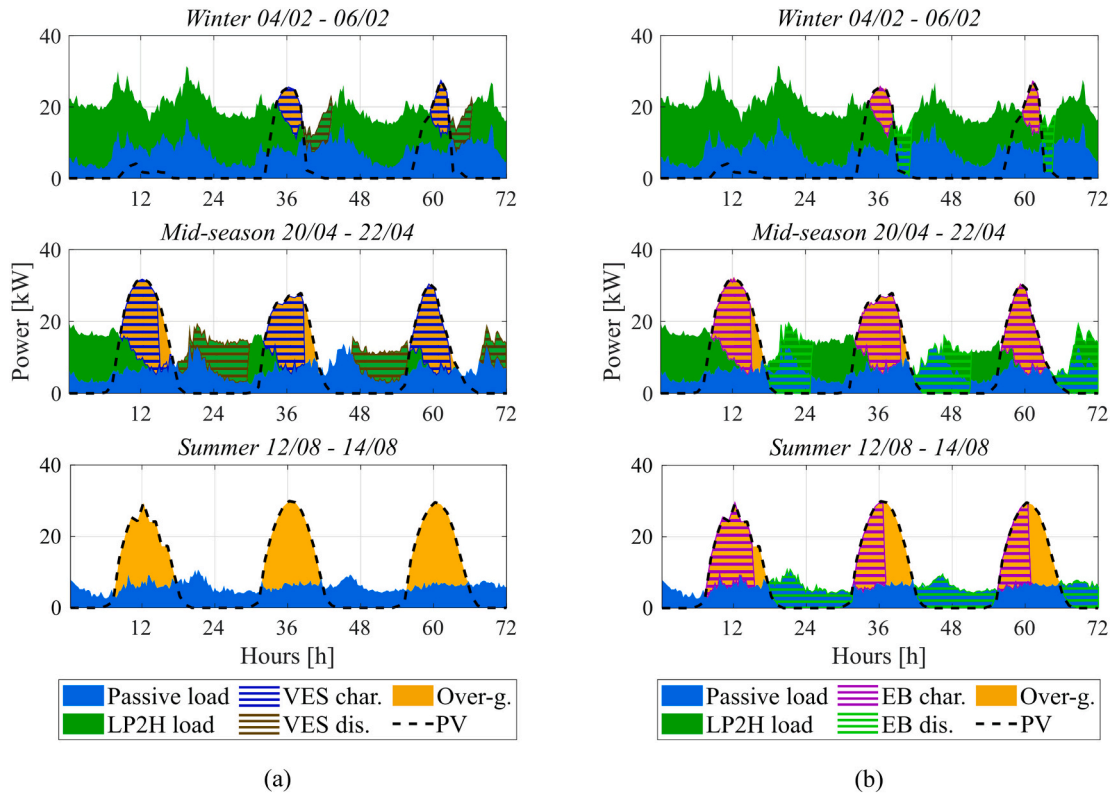 Winter 04/02 - 06/02
40
20
0
12 24 36 48 60 72
Mid-season 20/04 - 22/04
40
20
0
12 24 36 48 60 72
Power [kW]
Summer 12/08 - 14/08
40
20
0
12 24 36 48 60 72
Hours [h]
Passive load VES char. Over-g.
LP2H load VES dis. PV
(a)
Winter 04/02 - 06/02
40
20
0
12 24 36 48 60 72
Mid-season 20/04 - 22/04
40
20
0
12 24 36 48 60 72
Power [kW]
Summer 12/08 - 14/08
40
20
0
12 24 36 48 60 72
Hours [h]
Passive load EB char. Over-g.
LP2H load EB dis. PV
(b)